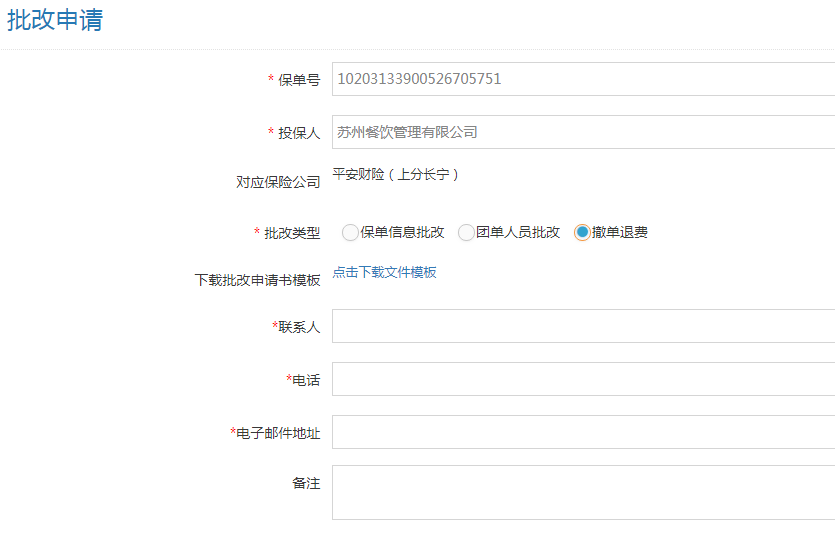 批改申请
* 保单号 10203133900526705751
* 投保人 苏州餐饮管理有限公司
对应保险公司 平安财险（上分长宁）
* 批改类型 保单信息批改 团单人员批改 撤单退费
下载批改申请书模板 点击下载文件模板
*联系人
*电话
*电子邮件地址
备注